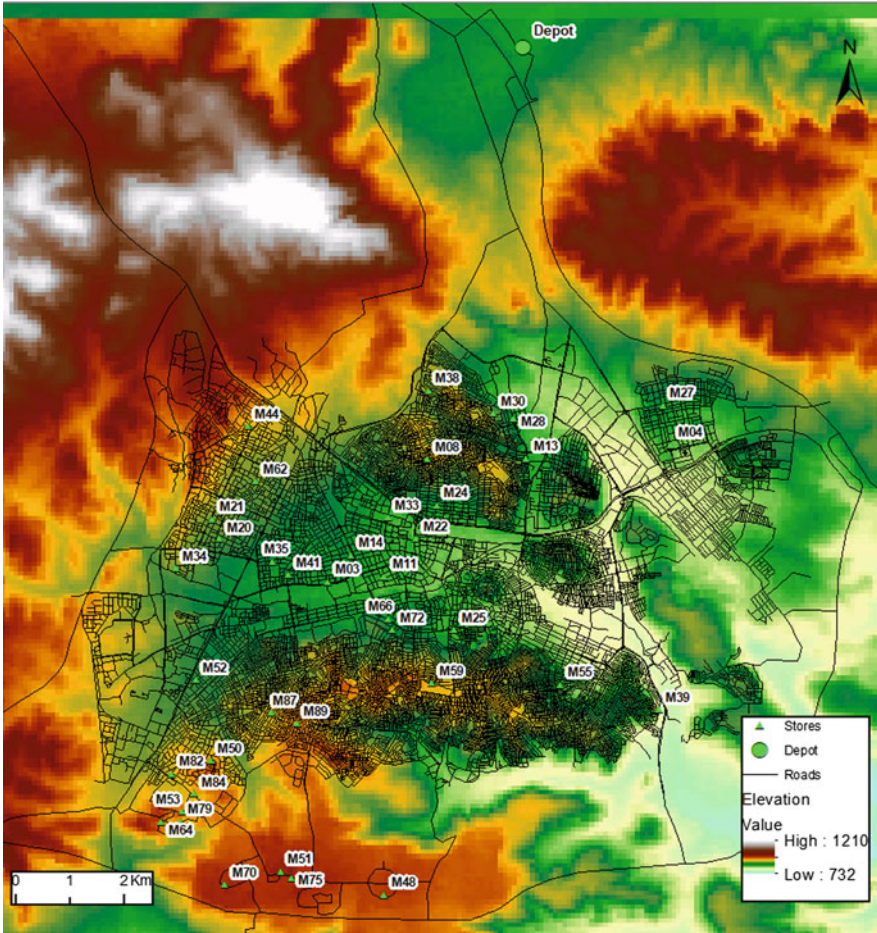 Depot
N
M38
M27
M30
M44
M28
M04
M13
M08
M62
M24
M21
M33
M20
M22
M14
M34
M35
M41
M03
M11
M66
M72
M25
M52
M59
M55
M87
M39
M89
M50
M82
M84
M53
M79
M64
M51
M70
M75
M48
Stores
Depot
Roads
Elevation
Value
High : 1210
Low : 732
0 1 2 Km